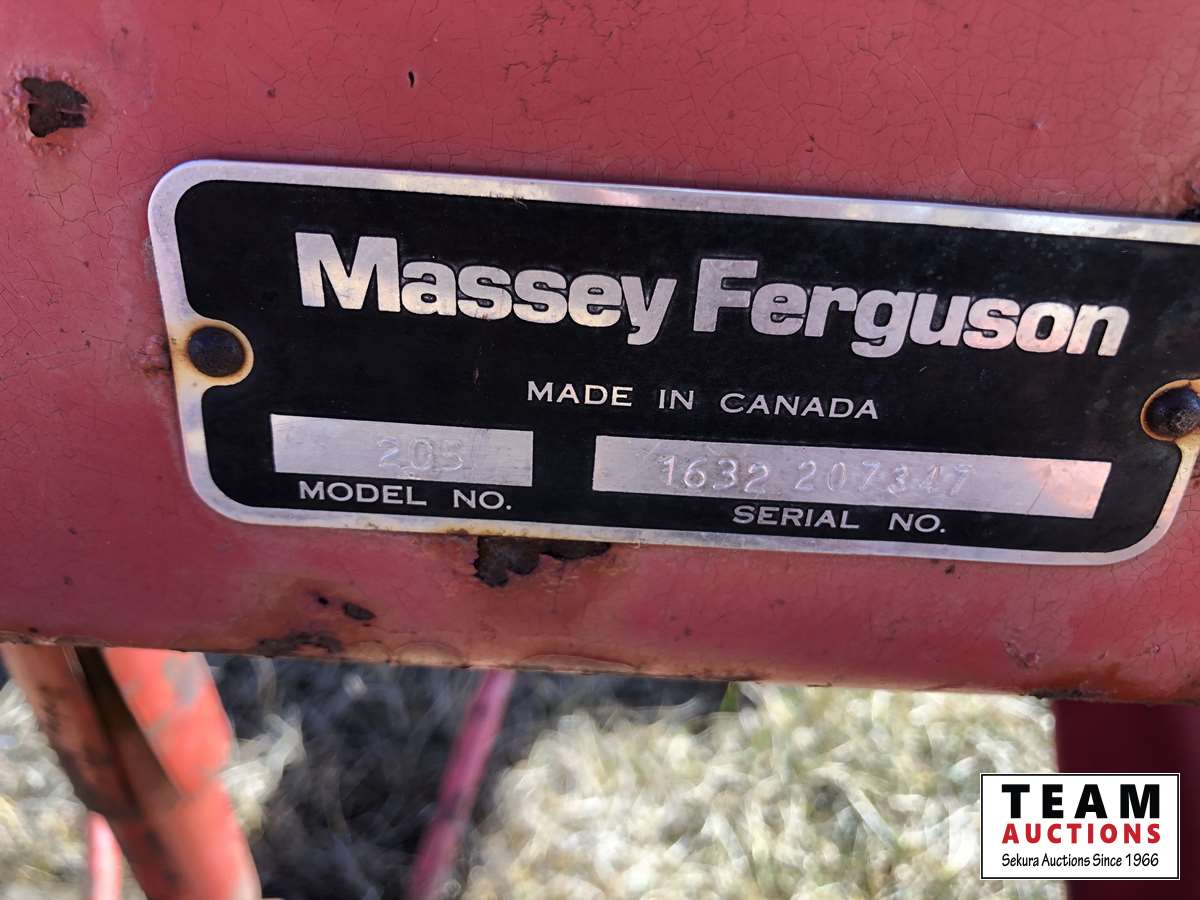 Massey Ferguson
MADE IN CANADA
205 1632 207347
MODEL NO. SERIAL NO.
TEAM
AUCTIONS
Sekura Auctions Since 1966